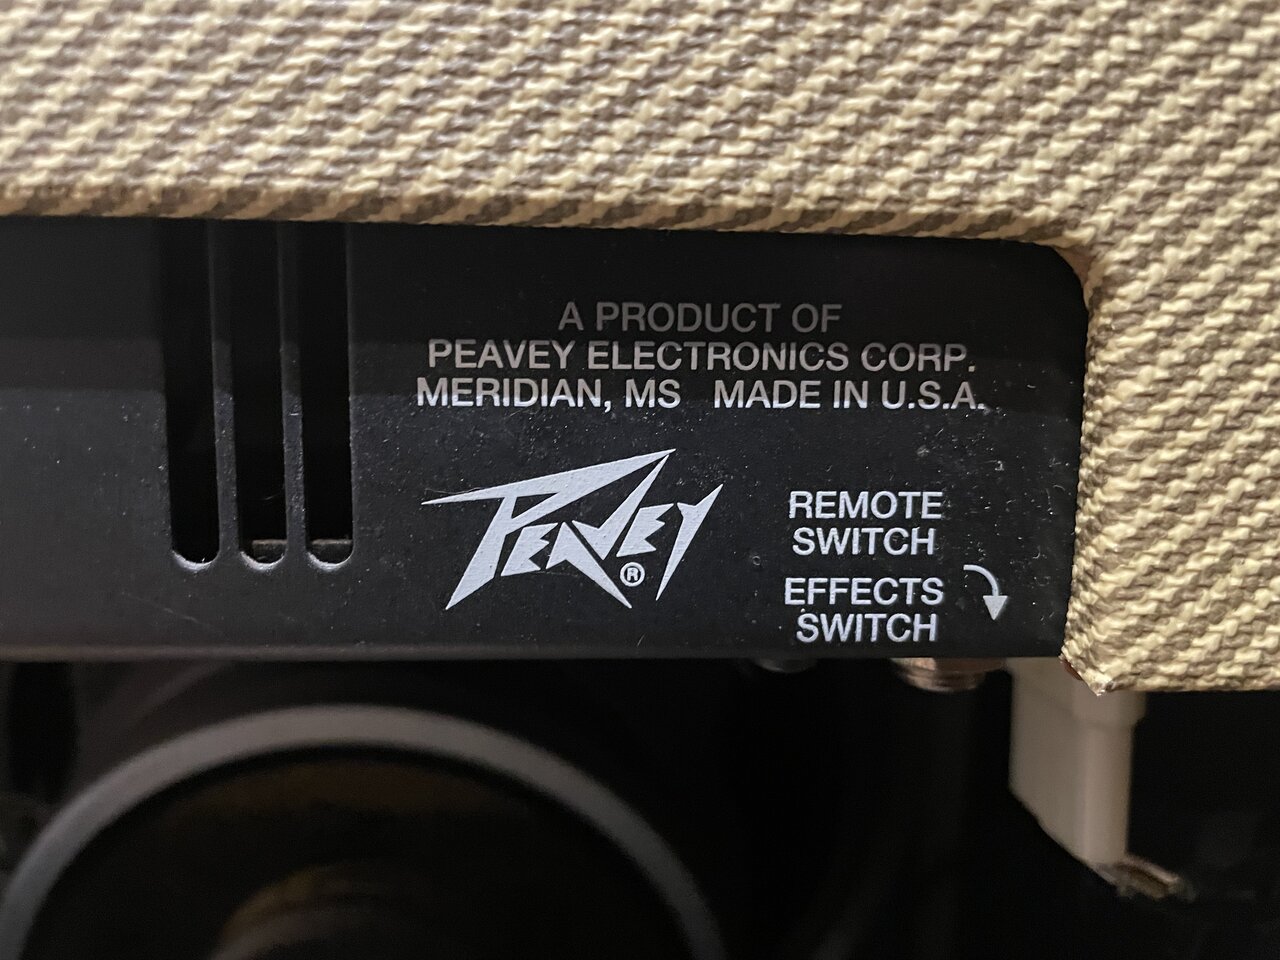 A PRODUCT OF
PEAVEY ELECTRONICS CORP.
MERIDIAN, MS MADE IN U.S.A.
PEAVEY ®
REMOTE
SWITCH
EFFECTS
SWITCH